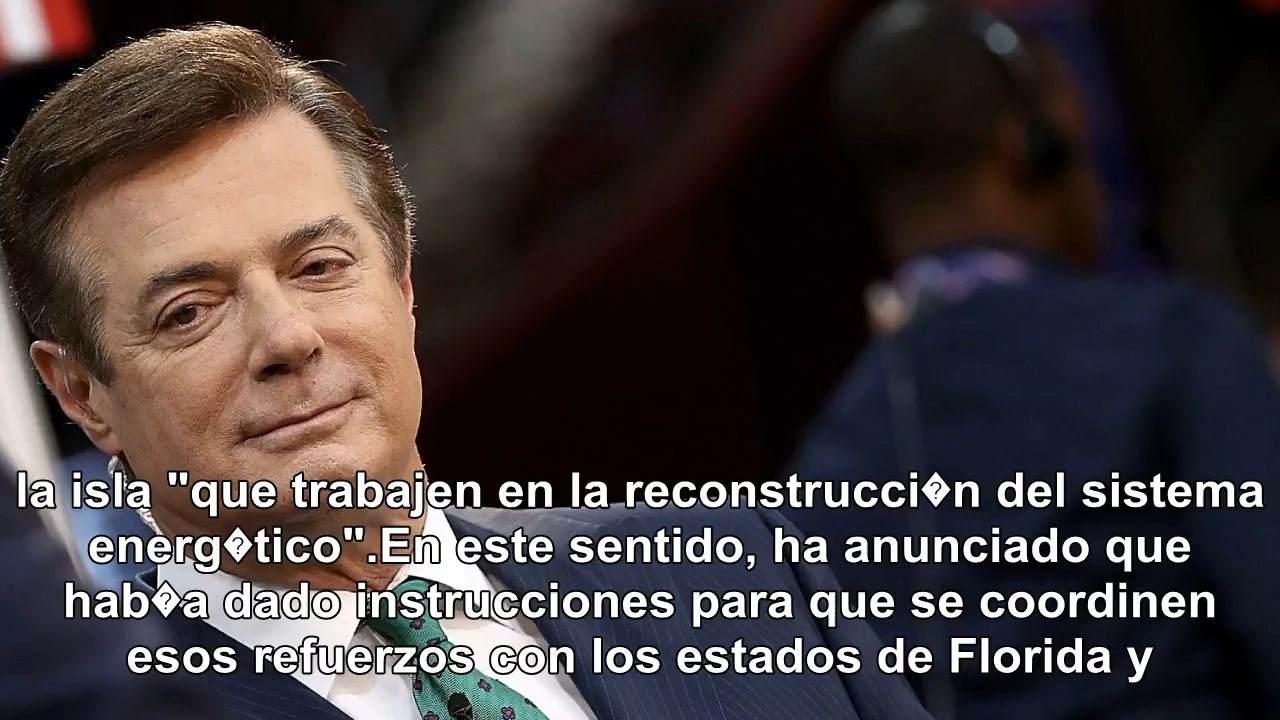 la isla "que trabajen en la reconstrucci�n del sistema
energ�tico".En este sentido, ha anunciado que
hab�a dado instrucciones para que se coordinen
esos refuerzos con los estados de Florida y